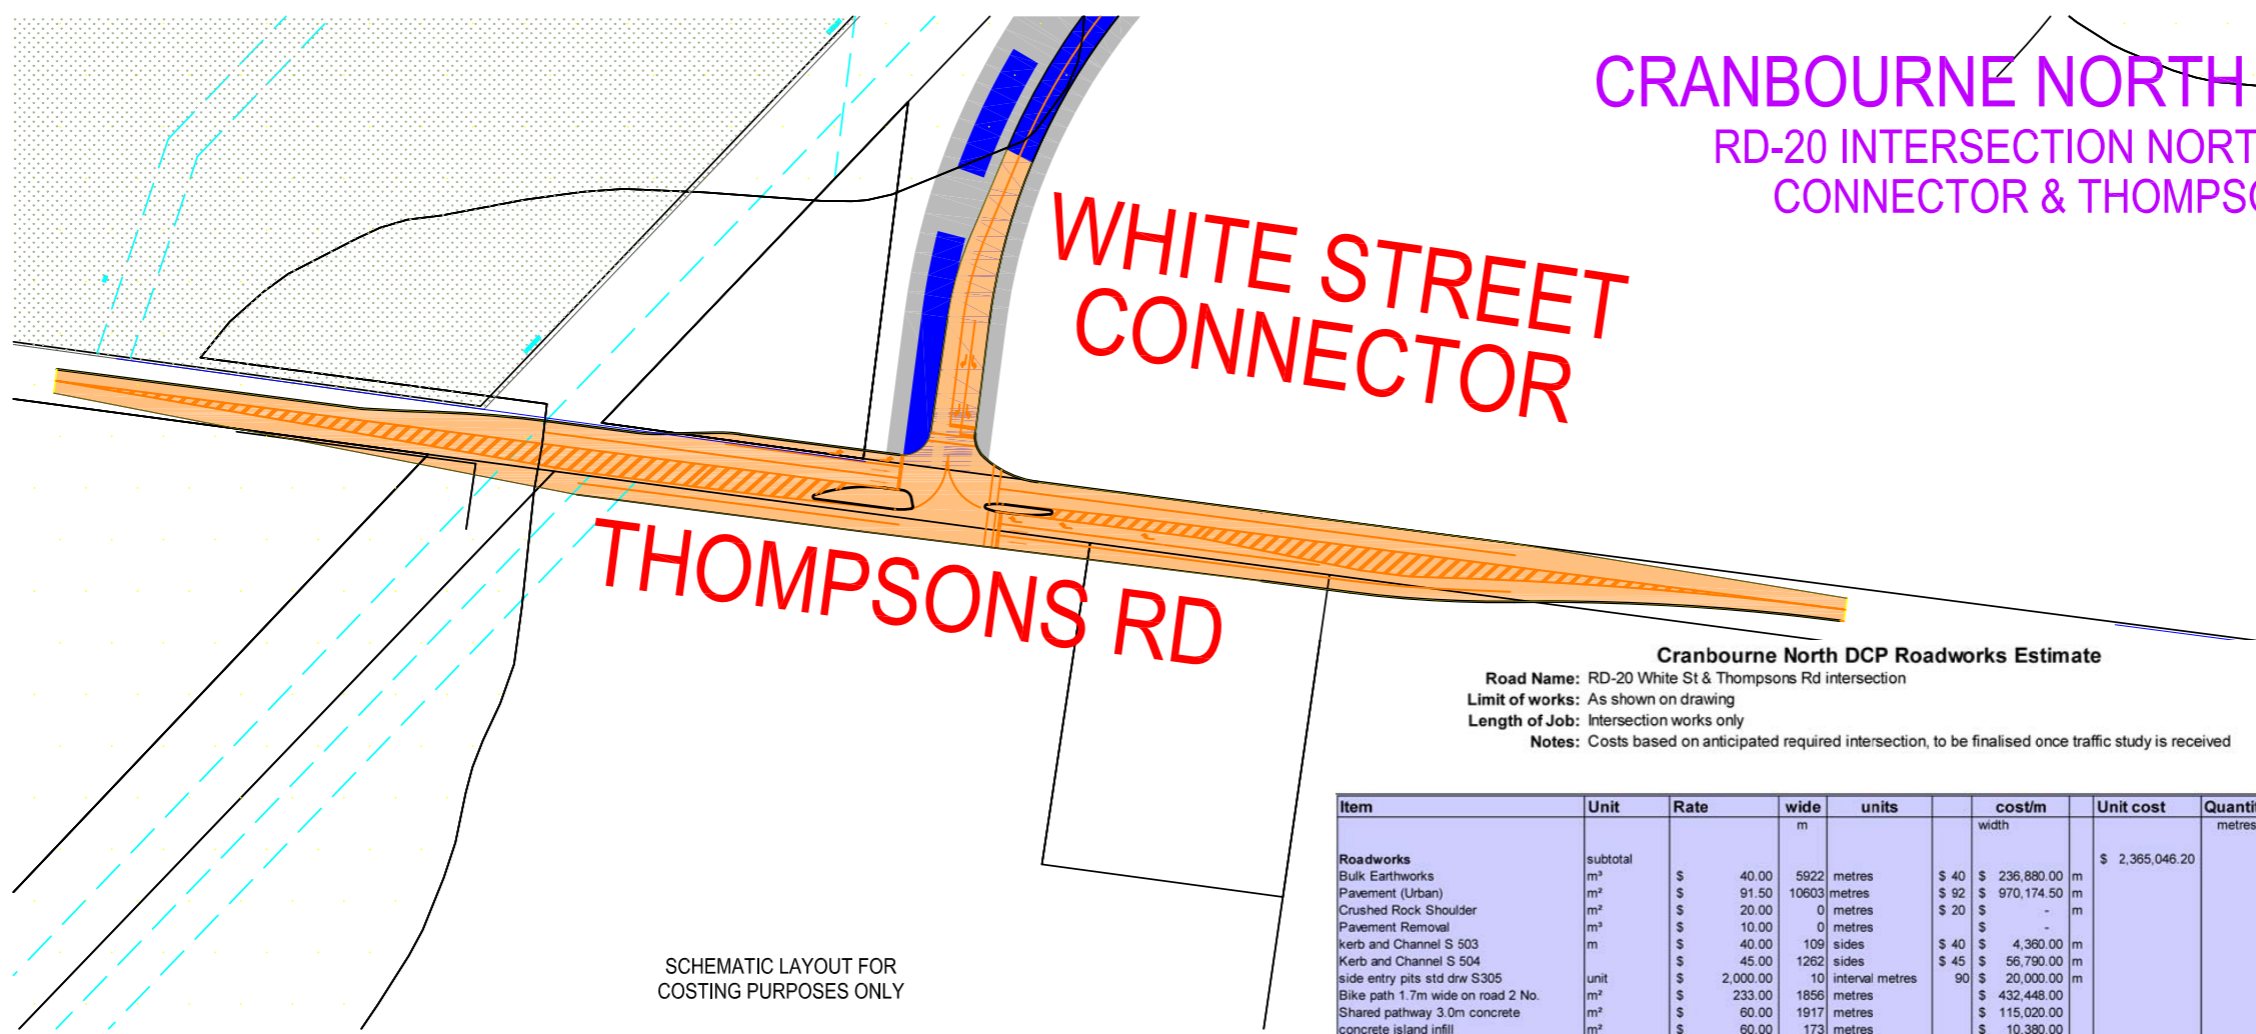 CRANBOURNE NORTH
RD-20 INTERSECTION NORT
CONNECTOR & THOMPS
WHITE STREET
CONNECTOR
THOMPSONS RD
SCHEMATIC LAYOUT FOR
COSTING PURPOSES ONLY
Cranbourne North DCP Roadworks Estimate
Road Name: RD-20 White St & Thompsons Rd intersection
Limit of works: As shown on drawing
Length of Job: Intersection works only
Notes: Costs based on anticipated required intersection, to be finalised once traffic study is received
Item Unit Rate wide units cost/m Unit cost Quantit
m width metres
Roadworks subtotal $ 2,365,046.20
Bulk Earthworks m³ $ 40.00 5922 metres $ 40 $ 236,880.00 m
Pavement (Urban) m² $ 91.50 10603 metres $ 92 $ 970,174.50 m
Crushed Rock Shoulder m² $ 20.00 0 metres $ 20 $ - m
Pavement Removal m³ $ 10.00 0 metres $ -
kerb and Channel S 503 m $ 40.00 109 sides $ 40 $ 4,360.00 m
Kerb and Channel S 504 $ 45.00 1262 sides $ 45 $ 56,790.00 m
side entry pits std drw S305 unit $ 2,000.00 10 interval metres 90 $ 20,000.00 m
Bike path 1.7m wide on road 2 No. m² $ 233.00 1856 metres $ 432,448.00
Shared pathway 3.0m concrete m² $ 60.00 1917 metres $ 115,020.00
concrete island infill m² $ 60.00 173 metres $ 10,380.00